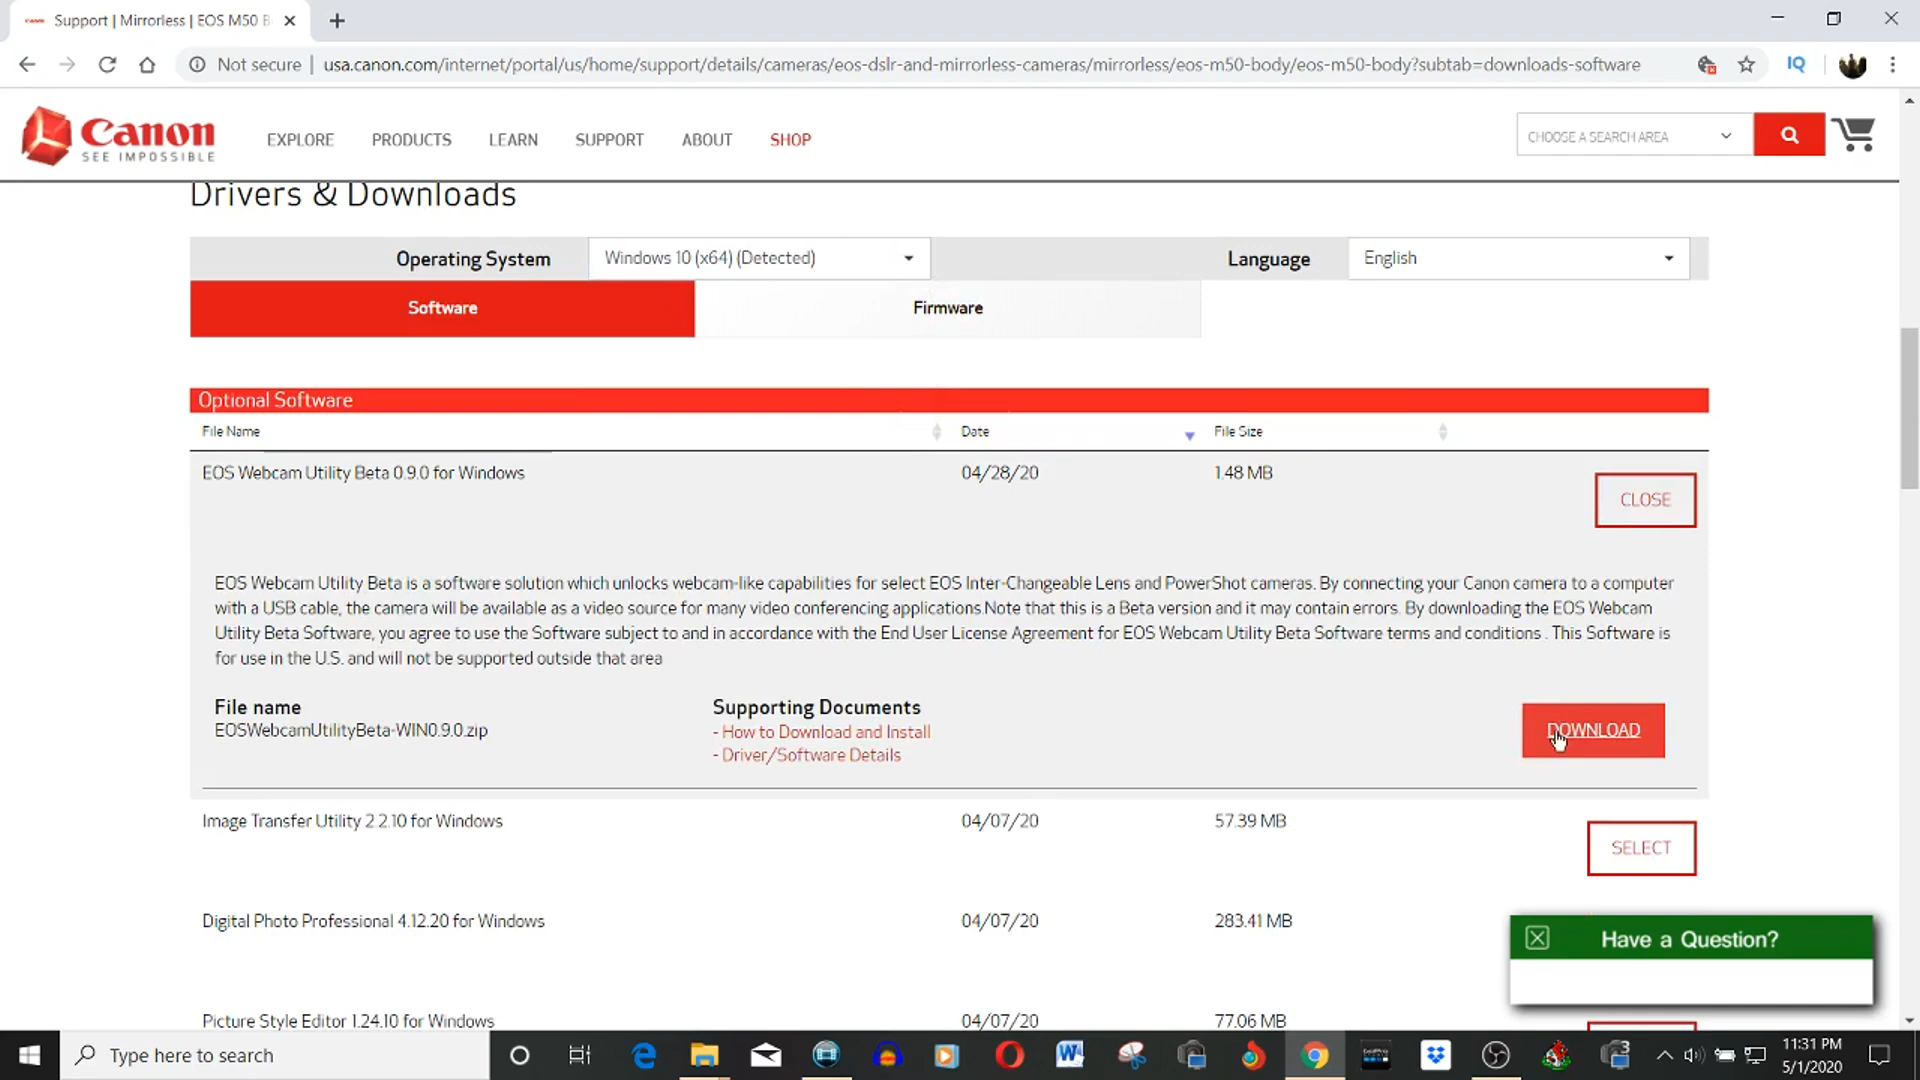 Support | Mirrorless | EOS M50 B
Not secure | usa.canon.com/internet/portal/us/home/support/details/cameras/eos-dslr-and-mirrorless-cameras/mirrorless/eos-m50-body/eos-m50-body?subtab=downloads-software
IQ
Canon
SEE IMPOSSIBLE
EXPLORE PRODUCTS LEARN SUPPORT ABOUT SHOP
CHOOSE A SEARCH AREA
Drivers & Downloads
Operating System Windows 10 (x64) (Detected) Language English
Software Firmware
Optional Software
File Name Date File Size
EOS Webcam Utility Beta 0.9.0 for Windows 04/28/20 1.48 MB
CLOSE
EOS Webcam Utility Beta is a software solution which unlocks webcam-like capabilities for select EOS Inter-Changeable Lens and PowerShot cameras. By connecting your Canon camera to a computer
with a USB cable, the camera will be available as a video source for many video conferencing applications.Note that this is a Beta version and it may contain errors. By downloading the EOS Webcam
Utility Beta Software, you agree to use the Software subject to and in accordance with the End User License Agreement for EOS Webcam Utility Beta Software terms and conditions . This Software is
for use in the U.S. and will not be supported outside that area
File name Supporting Documents
EOSWebcamUtilityBeta-WIN0.9.0.zip - How to Download and Install
- Driver/Software Details
DOWNLOAD
Image Transfer Utility 2.2.10 for Windows 04/07/20 57.39 MB
SELECT
Digital Photo Professional 4.12.20 for Windows 04/07/20 283.41 MB
Have a Question?
Picture Style Editor 1.24.10 for Windows 04/07/20 77.06 MB
Type here to search
11:31 PM
5/1/2020